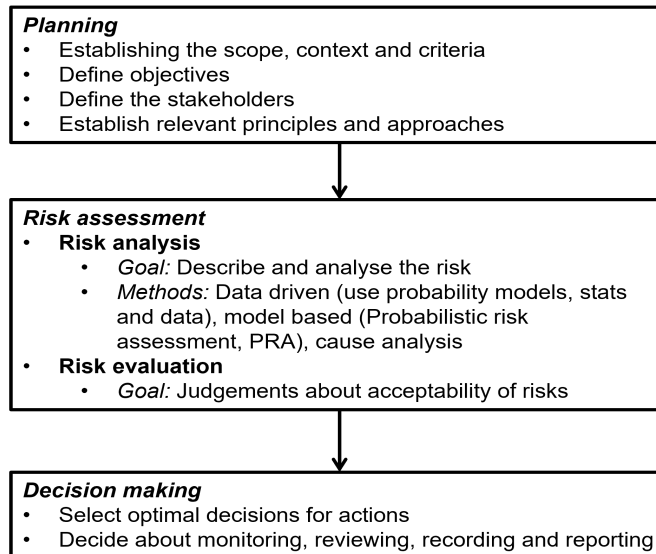 Planning
• Establishing the scope, context and criteria
• Define objectives
• Define the stakeholders
• Establish relevant principles and approaches
Risk assessment
• Risk analysis
• Goal: Describe and analyse the risk
• Methods: Data driven (use probability models, stats
and data), model based (Probabilistic risk
assessment, PRA), cause analysis
• Risk evaluation
• Goal: Judgements about acceptability of risks
Decision making
• Select optimal decisions for actions
• Decide about monitoring, reviewing, recording and reporting